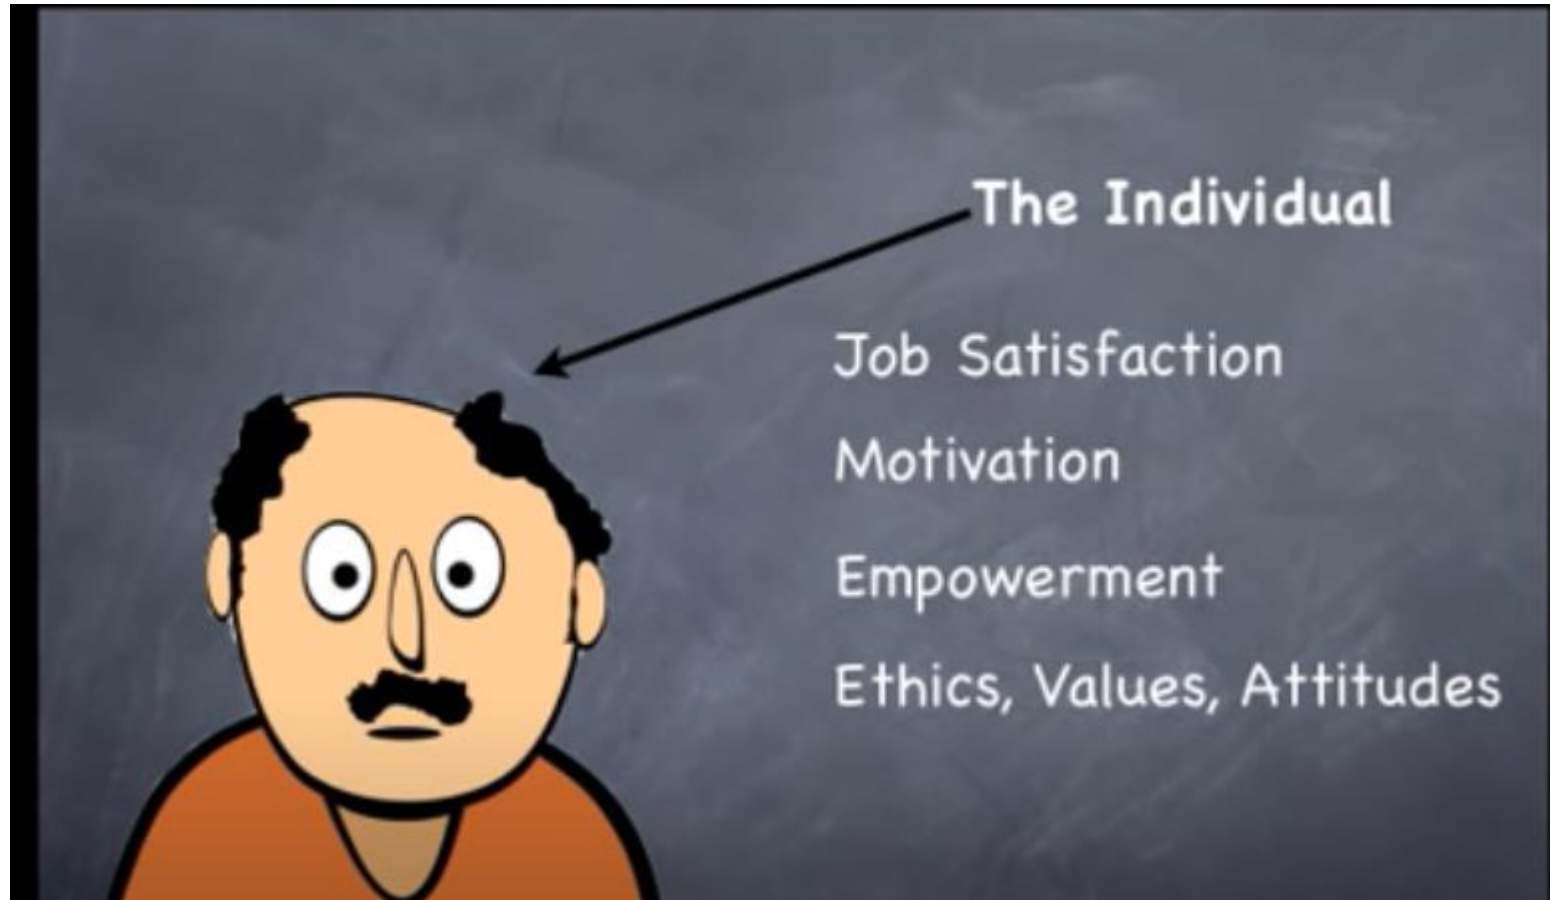 The Individual
Job Satisfaction
Motivation
Empowerment
Ethics, Values, Attitudes